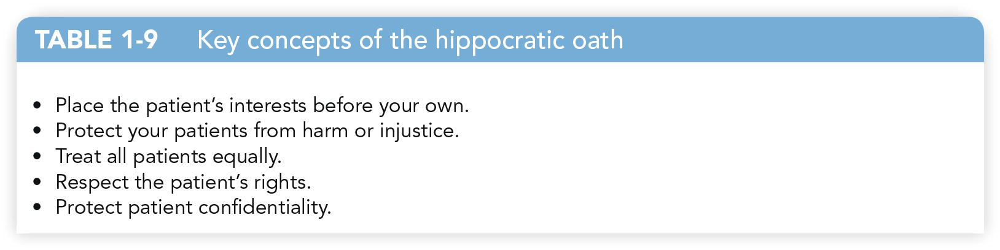 TABLE 1-9 Key concepts of the hippocratic oath
• Place the patient’s interests before your own.
• Protect your patients from harm or injustice.
• Treat all patients equally.
• Respect the patient’s rights.
• Protect patient confidentiality.